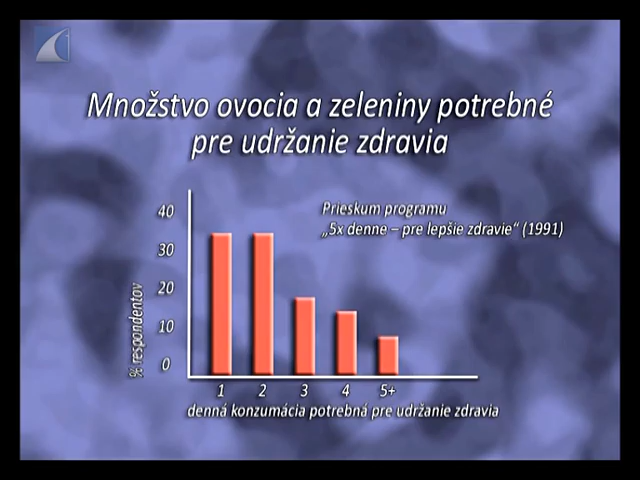 Množstvo ovocia a zeleniny potrebné
pre udržanie zdravia
Prieskum programu
„5x denne – pre lepšie zdravie“ (1991)
40
30
20
10
0
% respondentov
1 2 3 4 5+
denná konzumácia potrebná pre udržanie zdravia